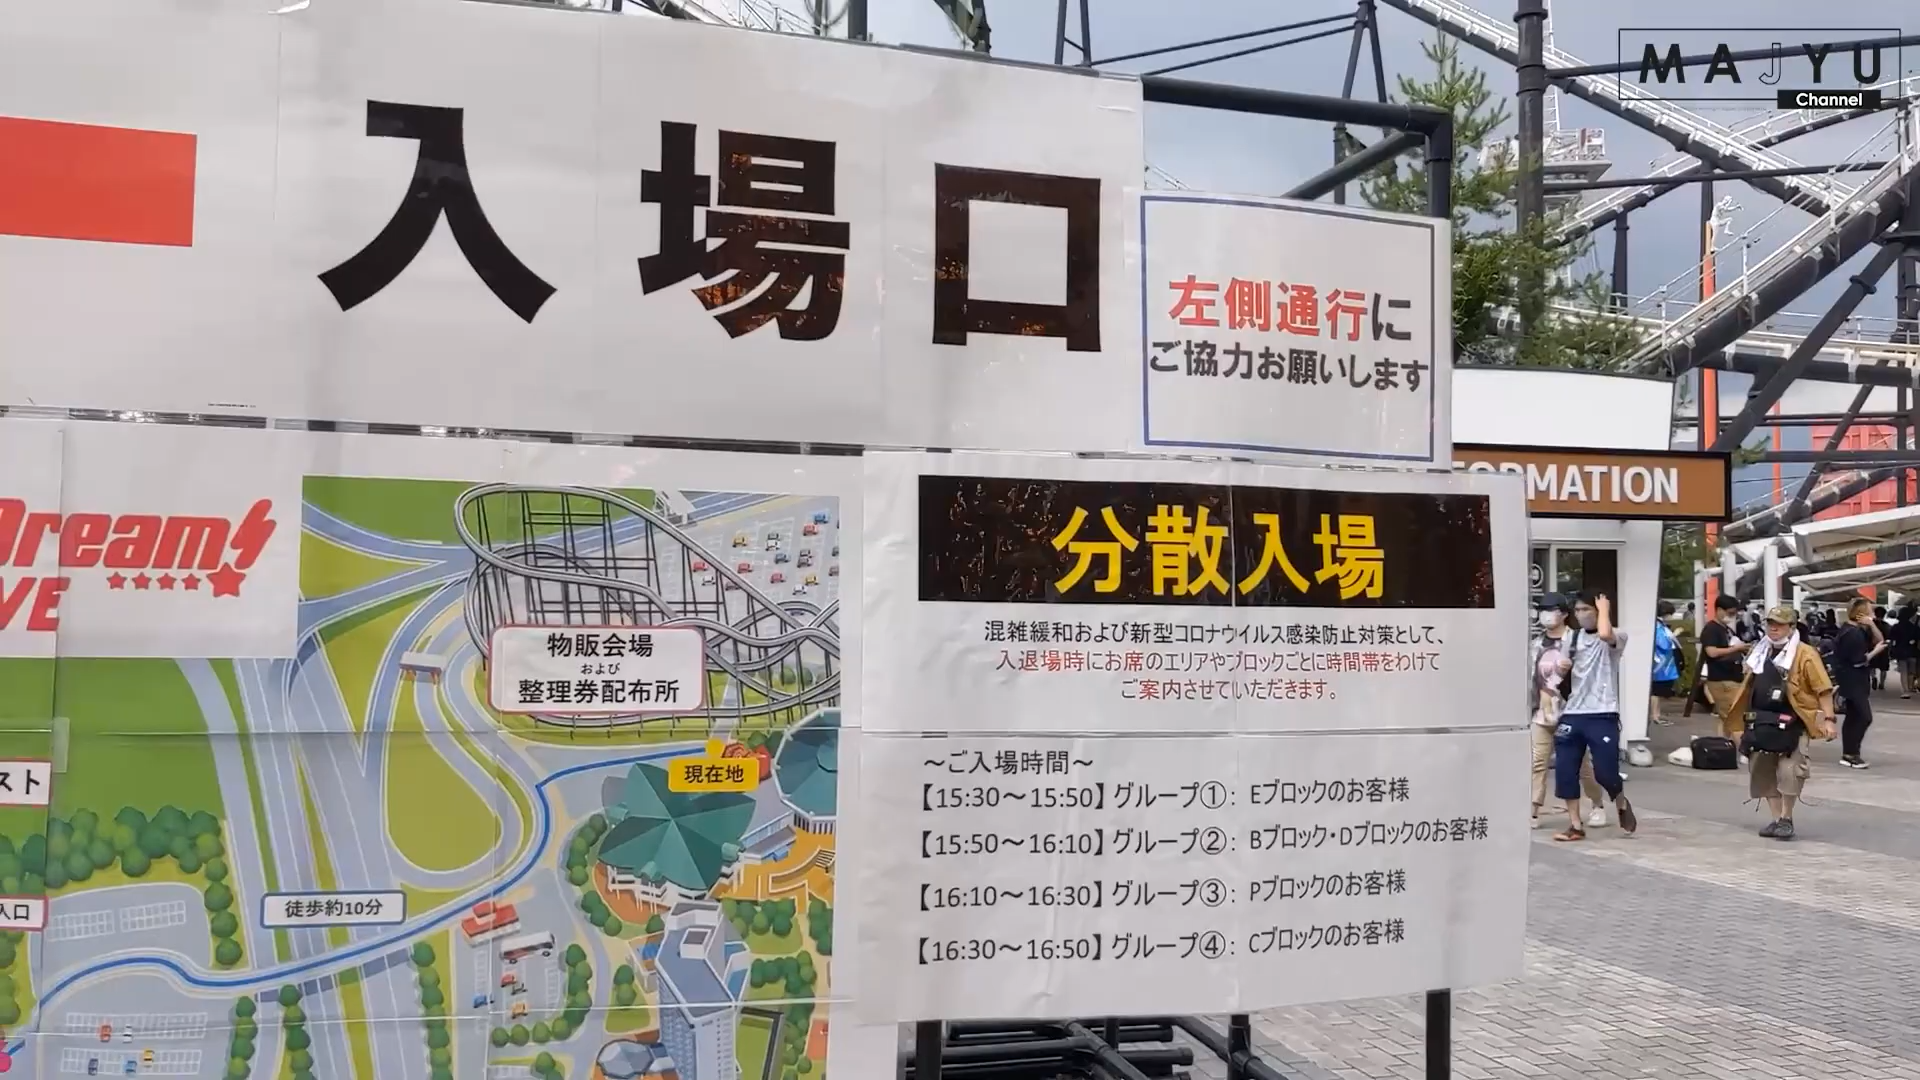 MAJYU
Channel
入場口
左側通行に
ご協力お願いします
FORMATION
Dream!
VE
分散入場
混雑緩和および新型コロナウイルス感染防止対策として、
入退場時にお席のエリアやブロックごとに時間帯をわけて
ご案内させていただきます。
物販会場
および
整理券配布所
現在地
スト
入口
徒歩約10分
～ご入場時間～
【15:30～15:50】グループ①：Eブロックのお客様
【15:50～16:10】グループ②：Bブロック・Dブロックのお客様
【16:10～16:30】グループ③：Pブロックのお客様
【16:30～16:50】グループ④：Cブロックのお客様